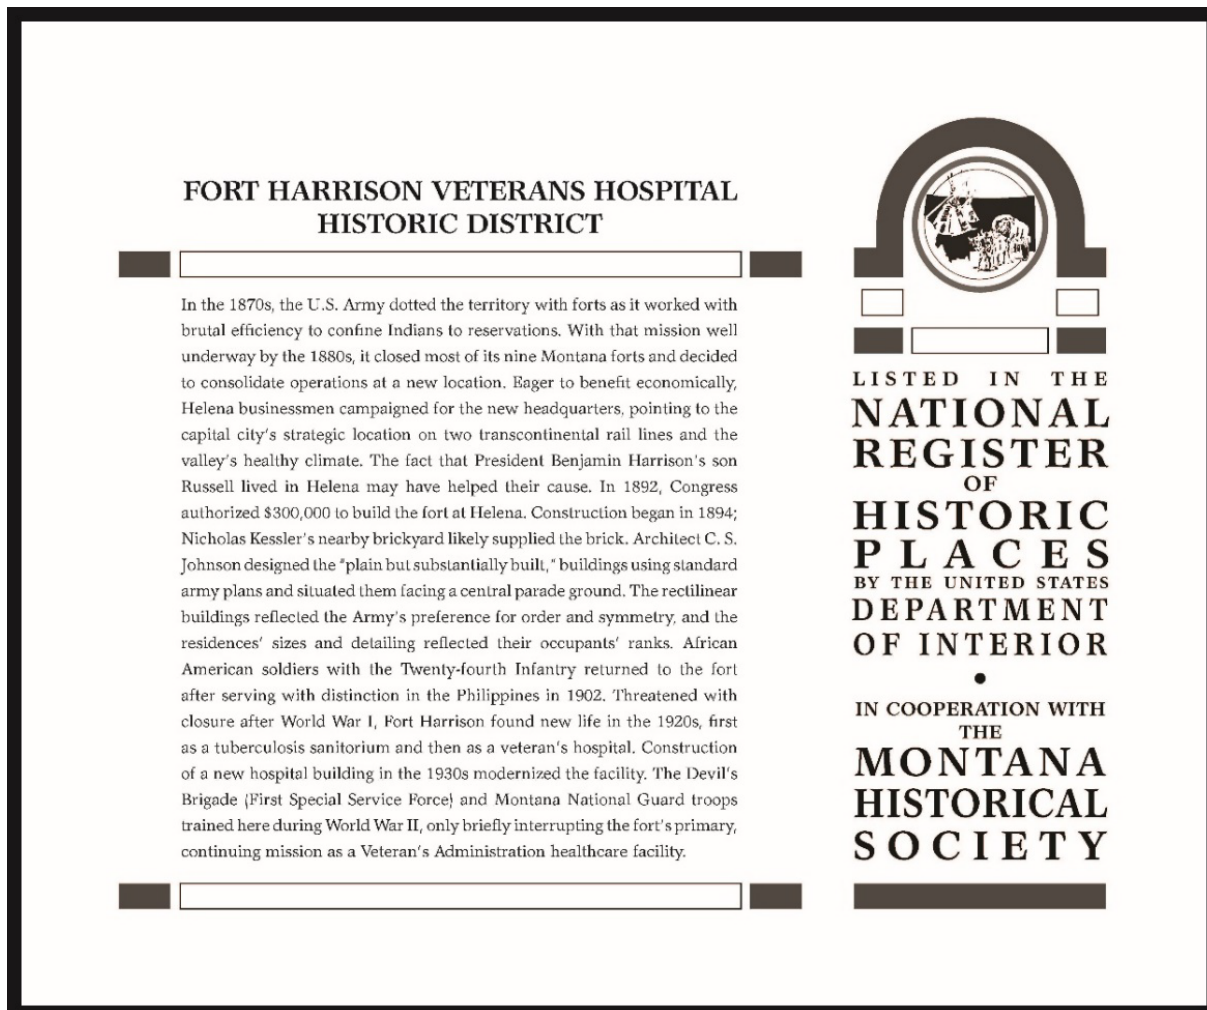 FORT HARRISON VETERANS HOSPITAL
HISTORIC DISTRICT
In the 1870s, the U.S. Army dotted the territory with forts as it worked with
brutal efficiency to confine Indians to reservations. With that mission well
underway by the 1880s, it closed most of its nine Montana forts and decided
to consolidate operations at a new location. Eager to benefit economically,
Helena businessmen campaigned for the new headquarters, pointing to the
capital city's strategic location on two transcontinental rail lines and the
valley's healthy climate. The fact that President Benjamin Harrison's son
Russell lived in Helena may have helped their cause. In 1892, Congress
authorized $300,000 to build the fort at Helena. Construction began in 1894;
Nicholas Kessler's nearby brickyard likely supplied the brick. Architect C. S.
Johnson designed the "plain but substantially built," buildings using standard
army plans and situated them facing a central parade ground. The rectilinear
buildings reflected the Army's preference for order and symmetry, and the
residences' sizes and detailing reflected their occupants' ranks. African
American soldiers with the Twenty-fourth Infantry returned to the fort
after serving with distinction in the Philippines in 1902. Threatened with
closure after World War I, Fort Harrison found new life in the 1920s, first
as a tuberculosis sanitorium and then as a veteran's hospital. Construction
of a new hospital building in the 1930s modernized the facility. The Devil's
Brigade (First Special Service Force) and Montana National Guard troops
trained here during World War II, only briefly interrupting the fort's primary,
continuing mission as a Veteran's Administration healthcare facility.
LISTED IN THE
NATIONAL
REGISTER
OF
HISTORIC
PLACES
BY THE UNITED STATES
DEPARTMENT
OF INTERIOR
•
IN COOPERATION WITH
THE
MONTANA
HISTORICAL
SOCIETY